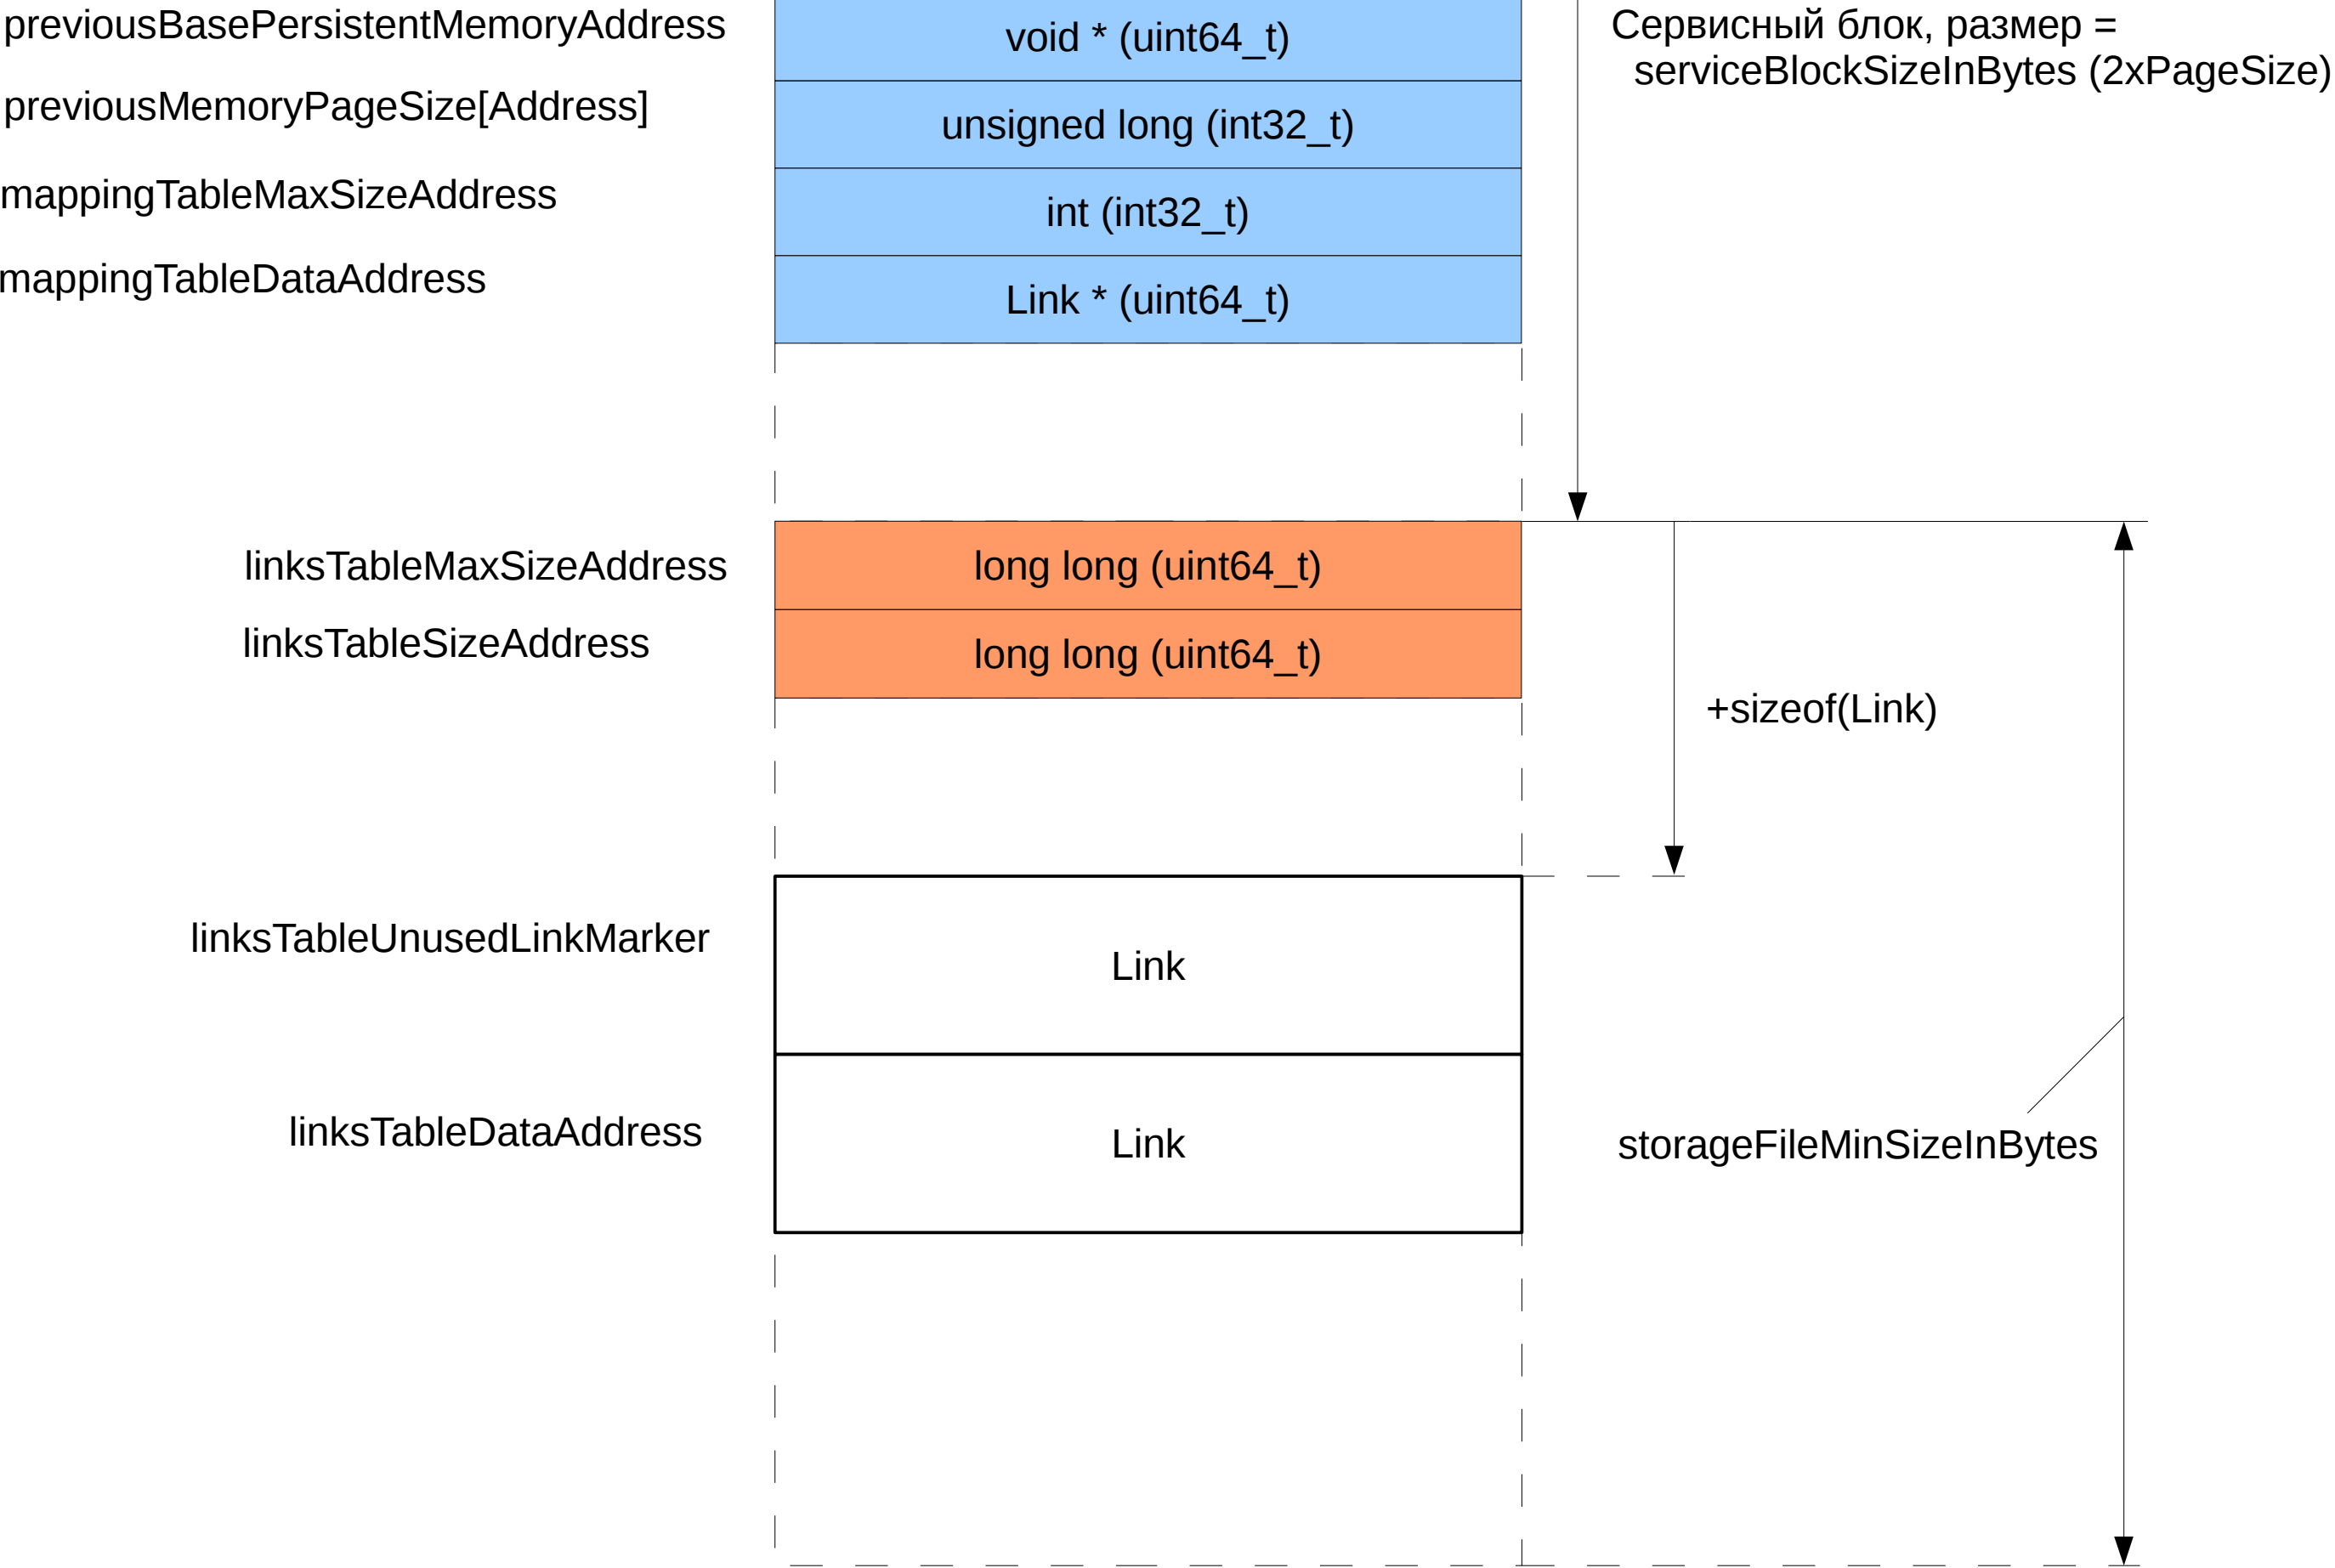 previousBasePersistentMemoryAddress
void * (uint64_t)
Сервисный блок, размер =
serviceBlockSizeInBytes (2xPageSize)
previousMemoryPageSize[Address]
unsigned long (int32_t)
mappingTableMaxSizeAddress
int (int32_t)
mappingTableDataAddress
Link * (uint64_t)
linksTableMaxSizeAddress
long long (uint64_t)
linksTableSizeAddress
long long (uint64_t)
+sizeof(Link)
linksTableUnusedLinkMarker
Link
linksTableDataAddress
Link
storageFileMinSizeInBytes